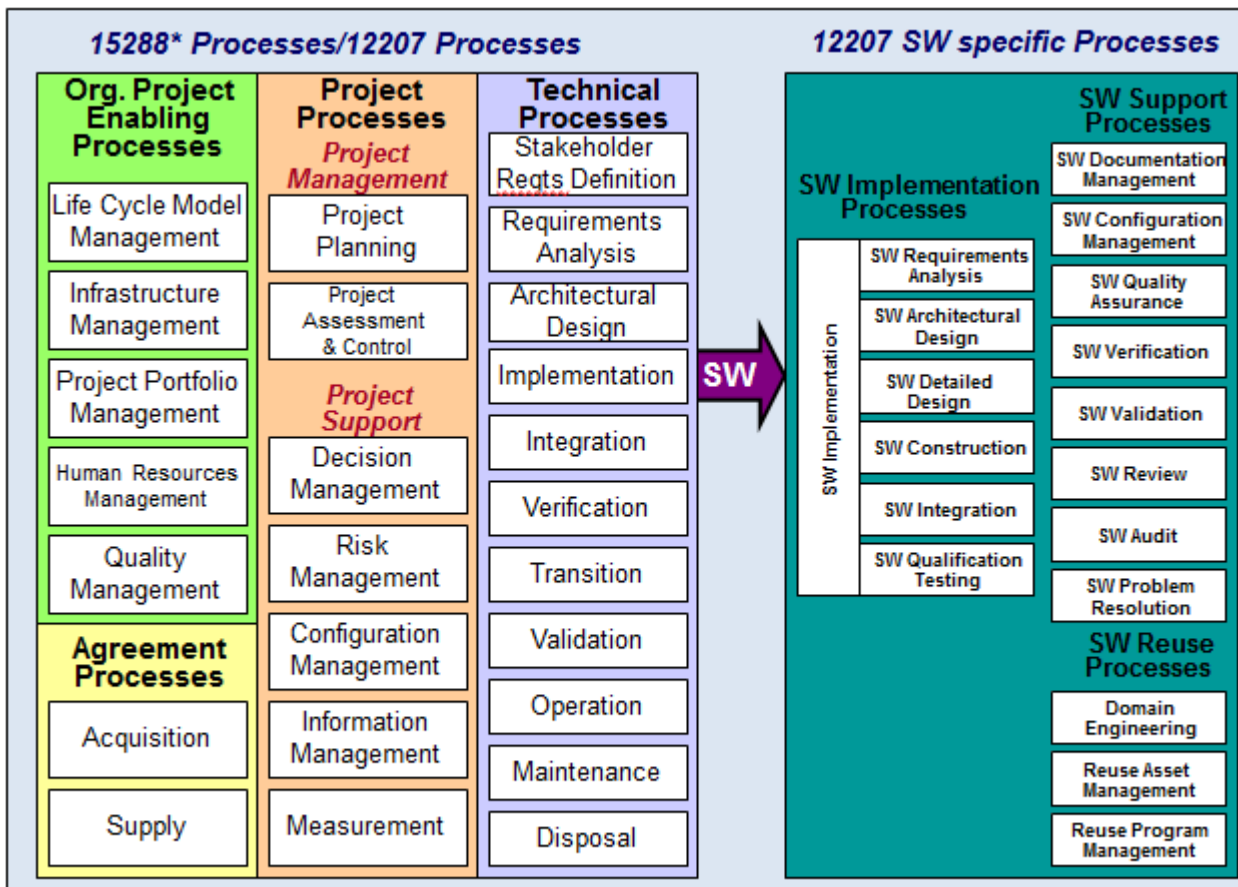 15288* Processes/12207 Processes
Org. Project
Enabling
Processes
Life Cycle Model
Management
Infrastructure
Management
Project Portfolio
Management
Human Resources
Management
Quality
Management
Agreement
Processes
Acquisition
Supply
Project
Processes
Project
Management
Project
Planning
Project
Assessment
& Control
Project
Support
Decision
Management
Risk
Management
Configuration
Management
Information
Management
Measurement
Technical
Processes
Stakeholder
Reqts Definition
Requirements
Analysis
Architectural
Design
Implementation
Integration
Verification
Transition
Validation
Operation
Maintenance
Disposal
SW
12207 SW specific Processes
SW Implementation
Processes
SW Implementation
SW Requirements
Analysis
SW Architectural
Design
SW Detailed
Design
SW Construction
SW Integration
SW Qualification
Testing
SW Support
Processes
SW Documentation
Management
SW Configuration
Management
SW Quality
Assurance
SW Verification
SW Validation
SW Review
SW Audit
SW Problem
Resolution
SW Reuse
Processes
Domain
Engineering
Reuse Asset
Management
Reuse Program
Management